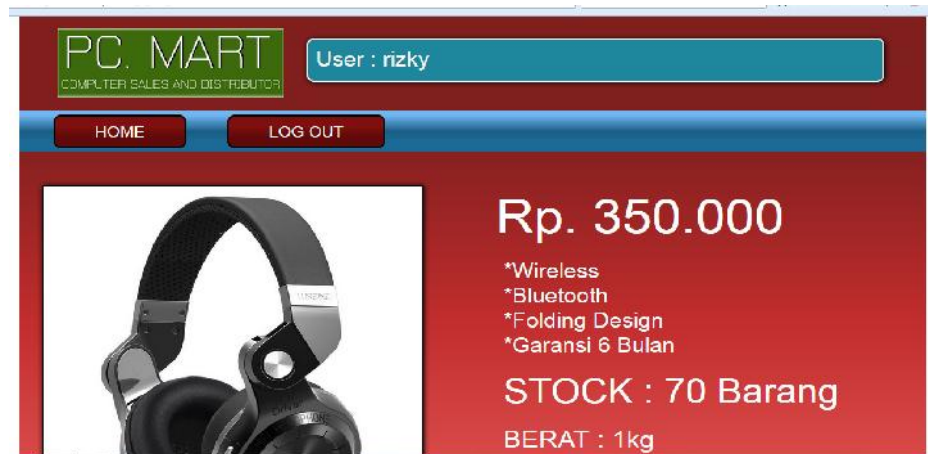 PC. MART
COMPUTER SALES AND DISTRIBUTOR
User : rizky
HOME
LOG OUT
Rp. 350.000
*Wireless
*Bluetooth
*Folding Design
*Garansi 6 Bulan
STOCK : 70 Barang
BERAT : 1kg